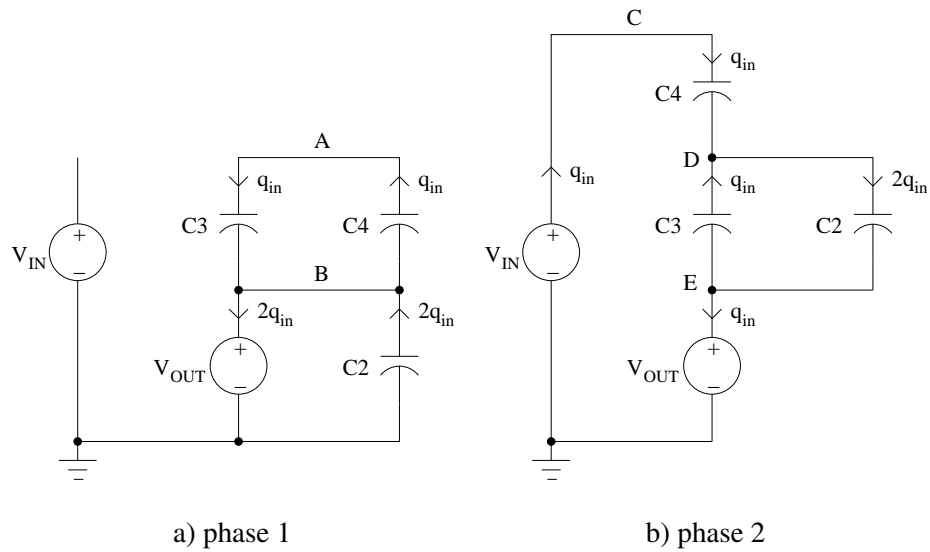 C
q_in
C4
A
D
q_in
q_in
q_in
q_in
2q_in
C3
C4
C3
C2
+
V_IN
−
+
V_IN
−
B
E
2q_in
2q_in
q_in
+
V_OUT
−
C2
+
V_OUT
−
a) phase 1
b) phase 2